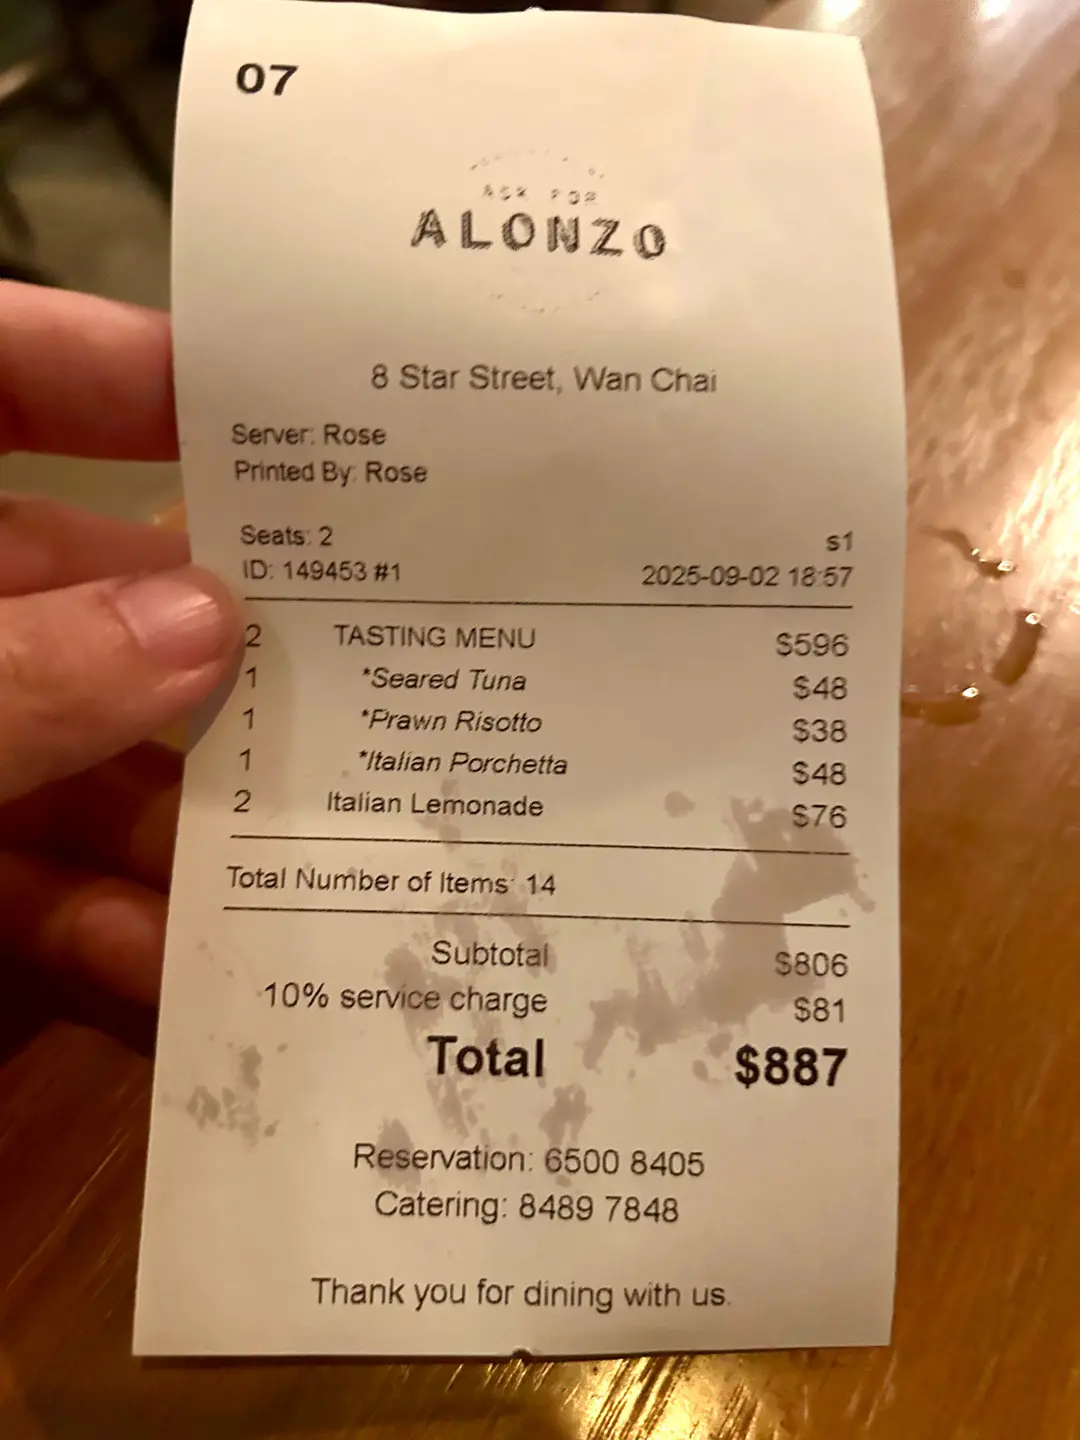 07
ASK FOR
ALONZO
8 Star Street, Wan Chai
Server: Rose
Printed By: Rose
Seats: 2 s1
ID: 149453 #1 2025-09-02 18:57
2 TASTING MENU $596
1 *Seared Tuna $48
1 *Prawn Risotto $38
1 *Italian Porchetta $48
2 Italian Lemonade $76
Total Number of Items: 14
Subtotal $806
10% service charge $81
Total $887
Reservation: 6500 8405
Catering: 8489 7848
Thank you for dining with us.